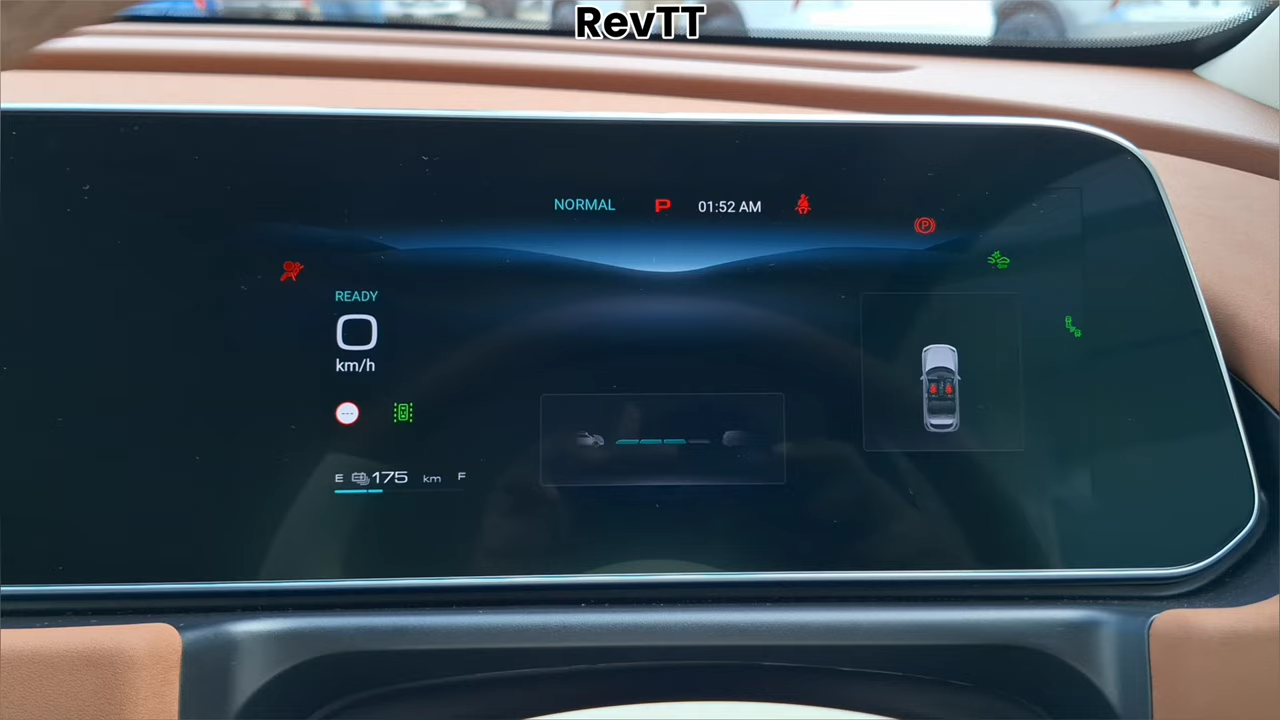 RevTT
NORMAL P 01:52 AM
P
READY
0
km/h
---
E 175 km F